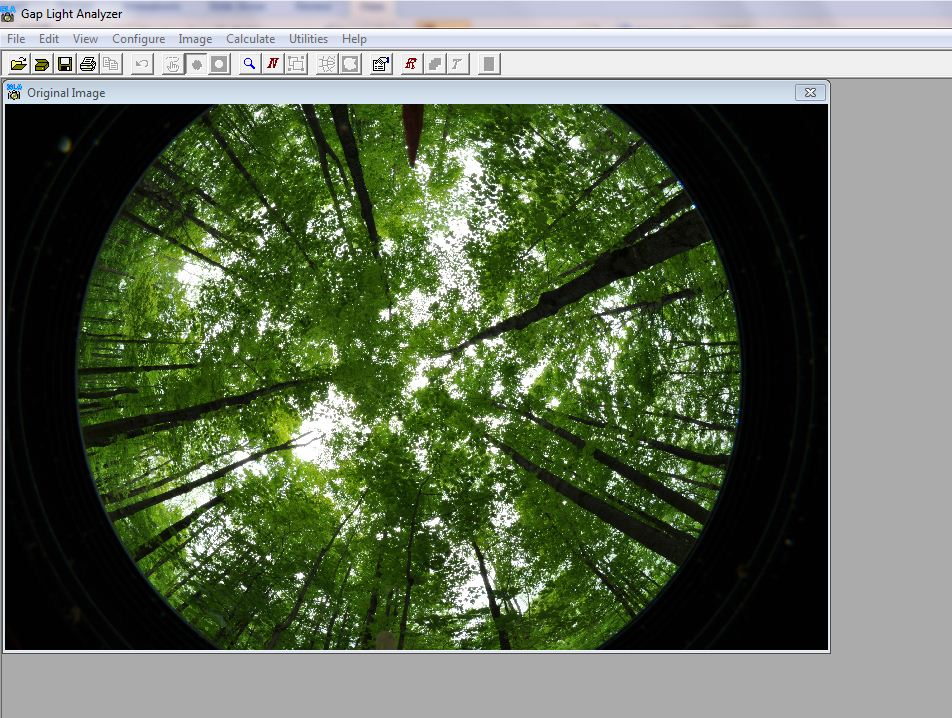 Gap Light Analyzer
File Edit View Configure Image Calculate Utilities Help
Original Image